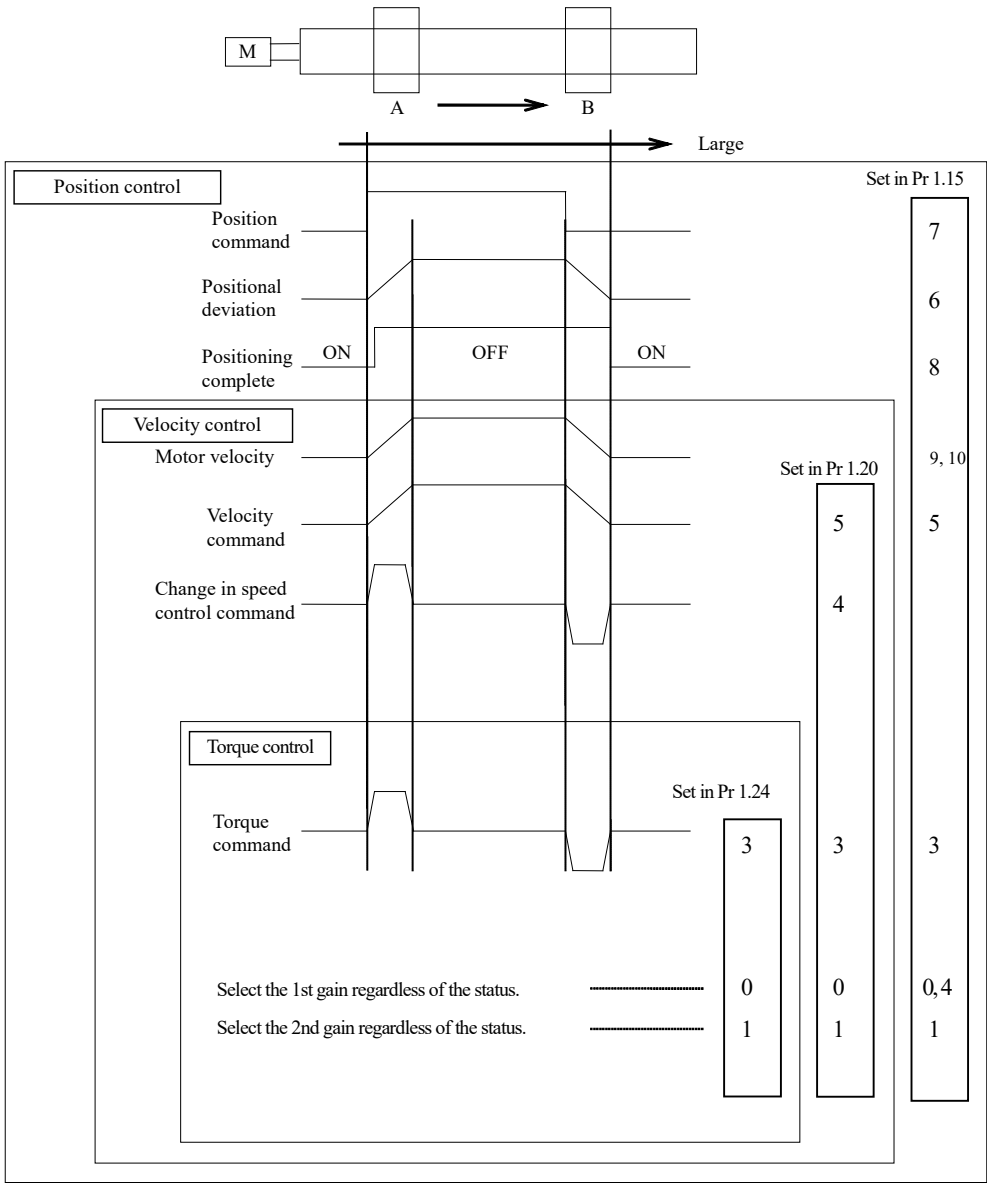 M
A
B
Large
Position control
Set in Pr 1.15
Position
command
7
Positional
deviation
6
Positioning
complete
ON
OFF
ON
8
Velocity control
Motor velocity
Set in Pr 1.20
9, 10
Velocity
command
5
5
Change in speed
control command
4
Torque control
Set in Pr 1.24
Torque
command
3
3
3
Select the 1st gain regardless of the status.
0
0
0, 4
Select the 2nd gain regardless of the status.
1
1
1